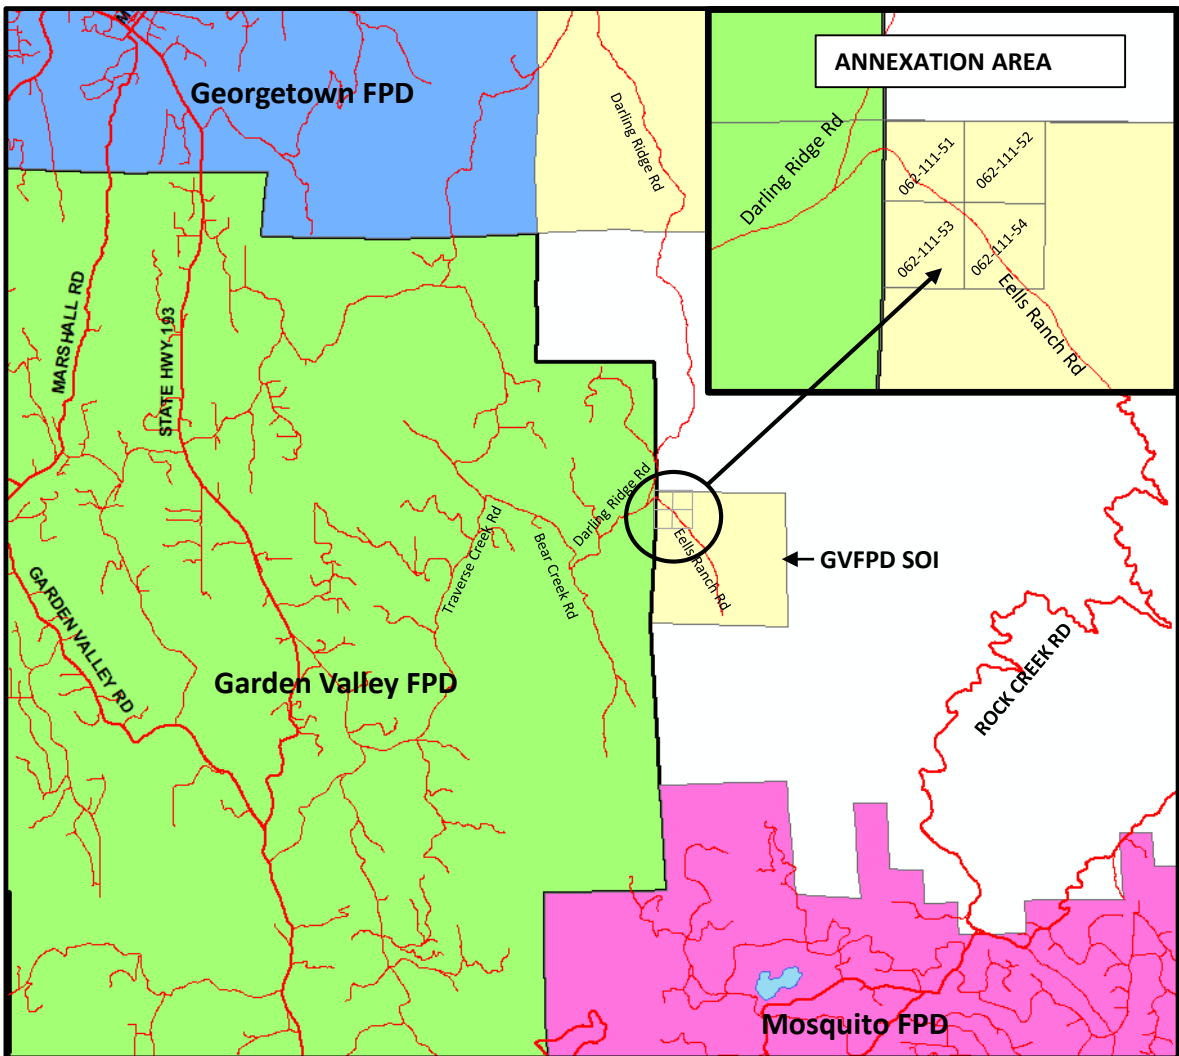 M
Georgetown FPD
Darling Ridge Rd
ANNEXATION AREA
Darling Ridge Rd
062-111-51
062-111-52
062-111-53
062-111-54
Eells Ranch Rd
MARSHALL RD
STATE HWY 193
Darling Ridge Rd
Traverse Creek Rd
Bear Creek Rd
Eells Ranch Rd
GVFPD SOI
GARDEN VALLEY RD
Garden Valley FPD
ROCK CREEK RD
Mosquito FPD